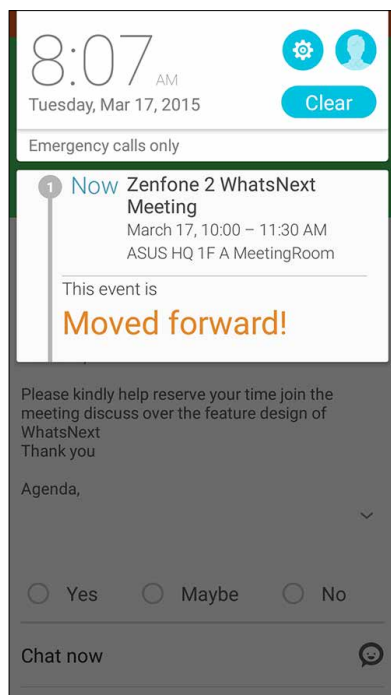 8:07 AM
Tuesday, Mar 17, 2015
Clear
Emergency calls only
1 Now Zenfone 2 WhatsNext
Meeting
March 17, 10:00 – 11:30 AM
ASUS HQ 1F A MeetingRoom
This event is
Moved forward!
Please kindly help reserve your time join the
meeting discuss over the feature design of
WhatsNext
Thank you
Agenda,
Yes Maybe No
Chat now